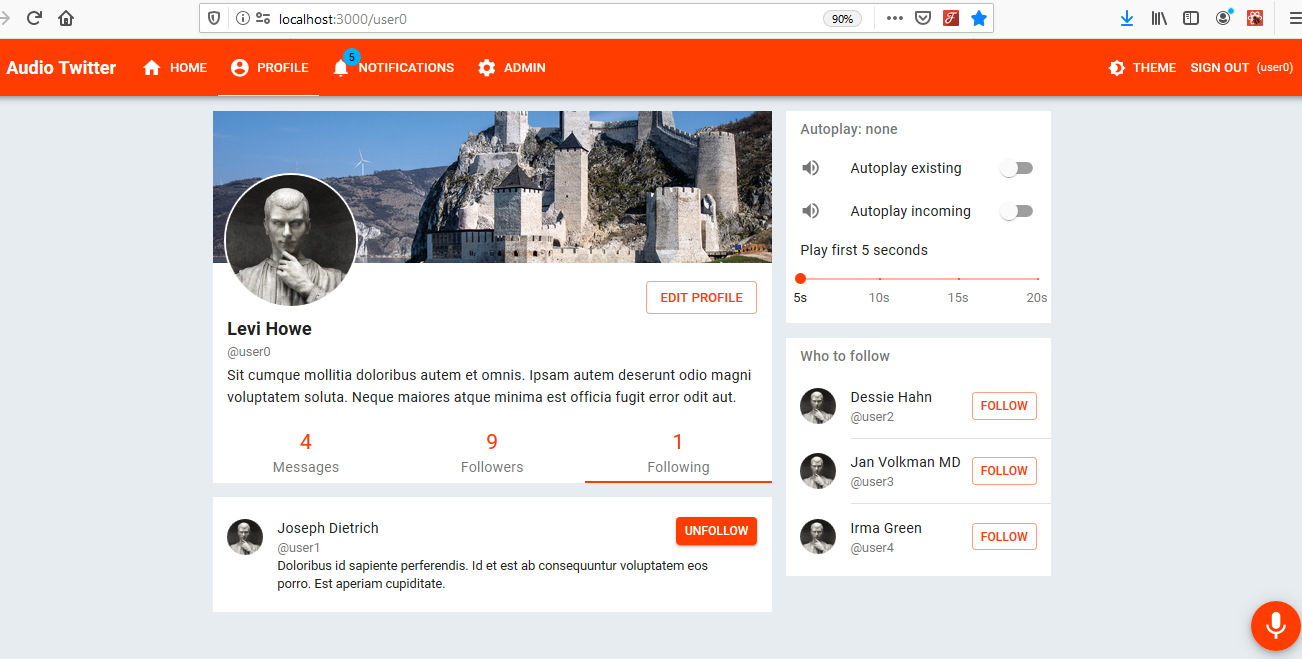 localhost:3000/user0
90%
Audio Twitter
HOME
PROFILE
5
NOTIFICATIONS
ADMIN
THEME
SIGN OUT (user0)
EDIT PROFILE
Levi Howe
@user0
Sit cumque mollitia doloribus autem et omnis. Ipsam autem deserunt odio magni
voluptatem soluta. Neque maiores atque minima est officia fugit error odit aut.
4
Messages
9
Followers
1
Following
Joseph Dietrich
@user1
UNFOLLOW
Doloribus id sapiente perferendis. Id et est ab consequuntur voluptatem eos
porro. Est aperiam cupiditate.
Autoplay: none
Autoplay existing
Autoplay incoming
Play first 5 seconds
5s 10s 15s 20s
Who to follow
Dessie Hahn
@user2
FOLLOW
Jan Volkman MD
@user3
FOLLOW
Irma Green
@user4
FOLLOW